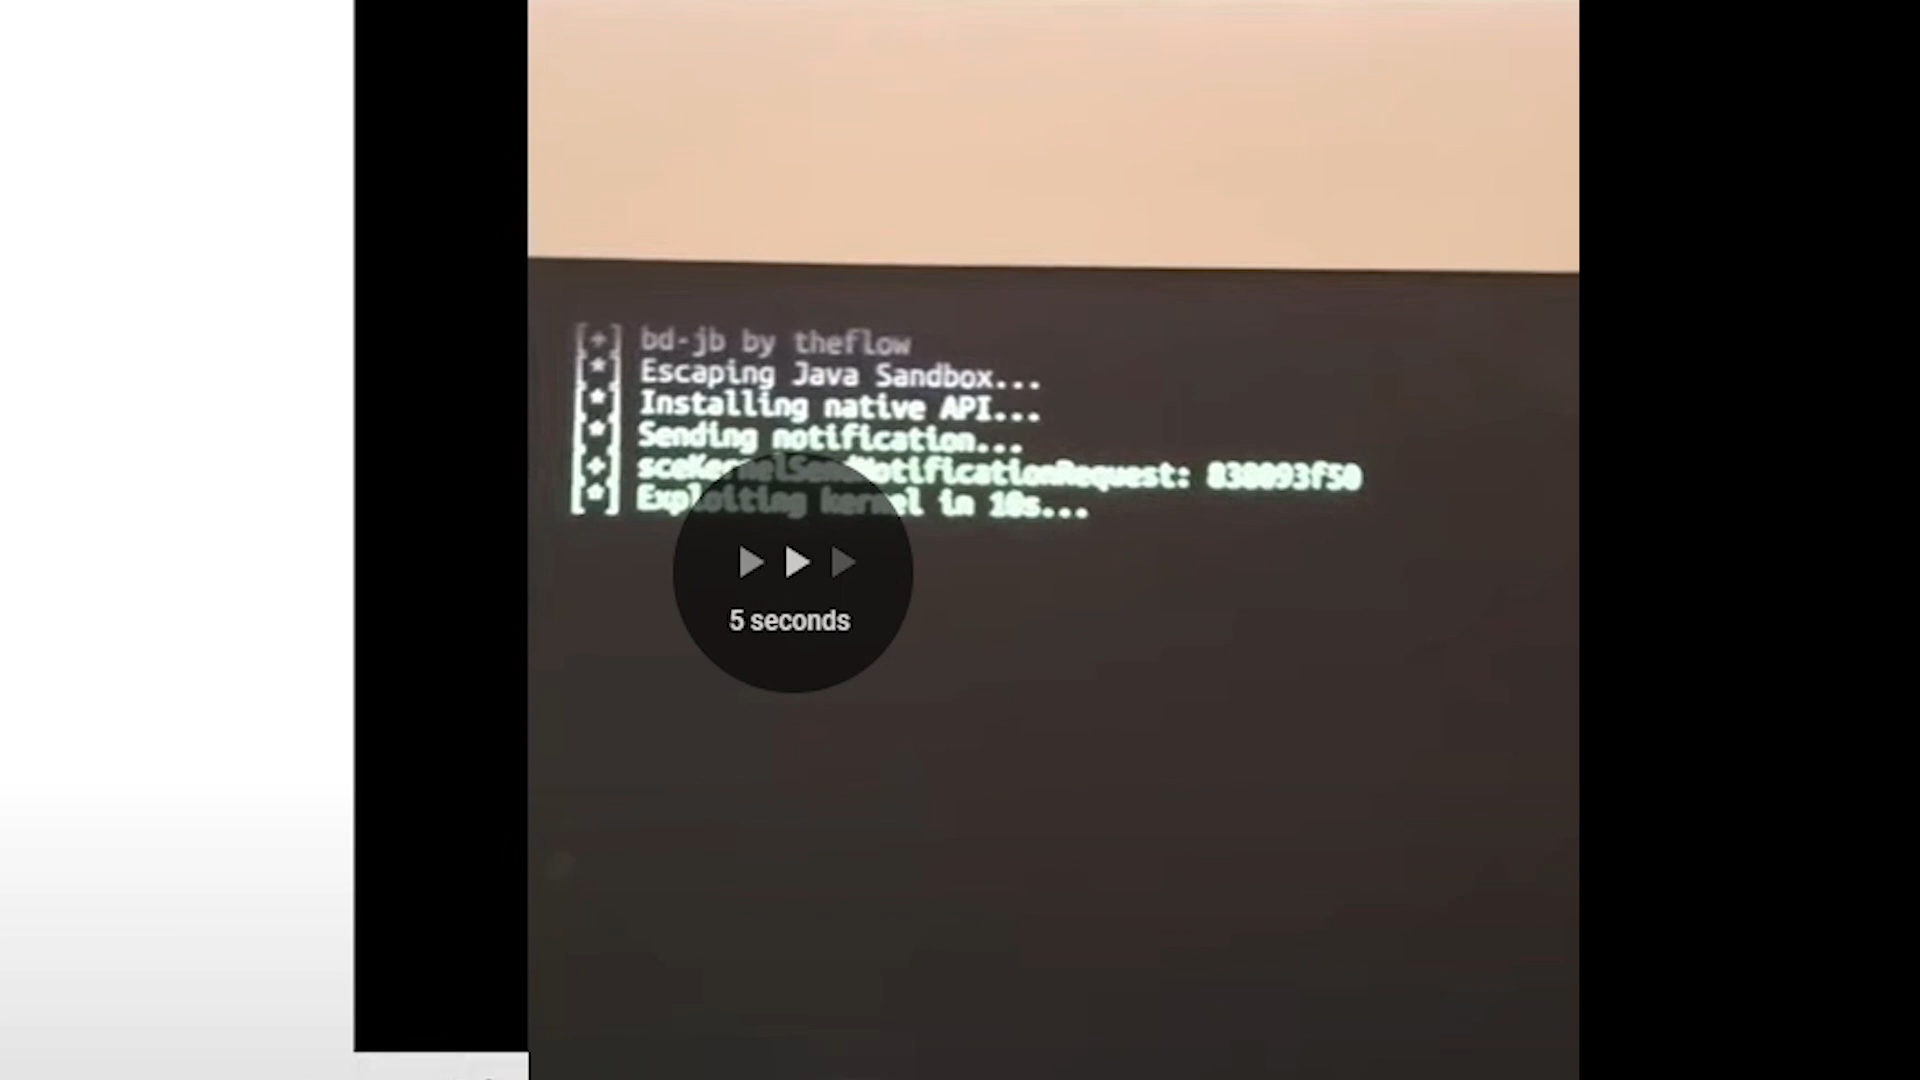 [+] bd-jb by theflow
[*] Escaping Java Sandbox...
[*] Installing native API...
[*] Sending notification...
[+] sceKernelSendNotificationRequest: 830093f50
[*] Exploiting kernel in 10s...
5 seconds